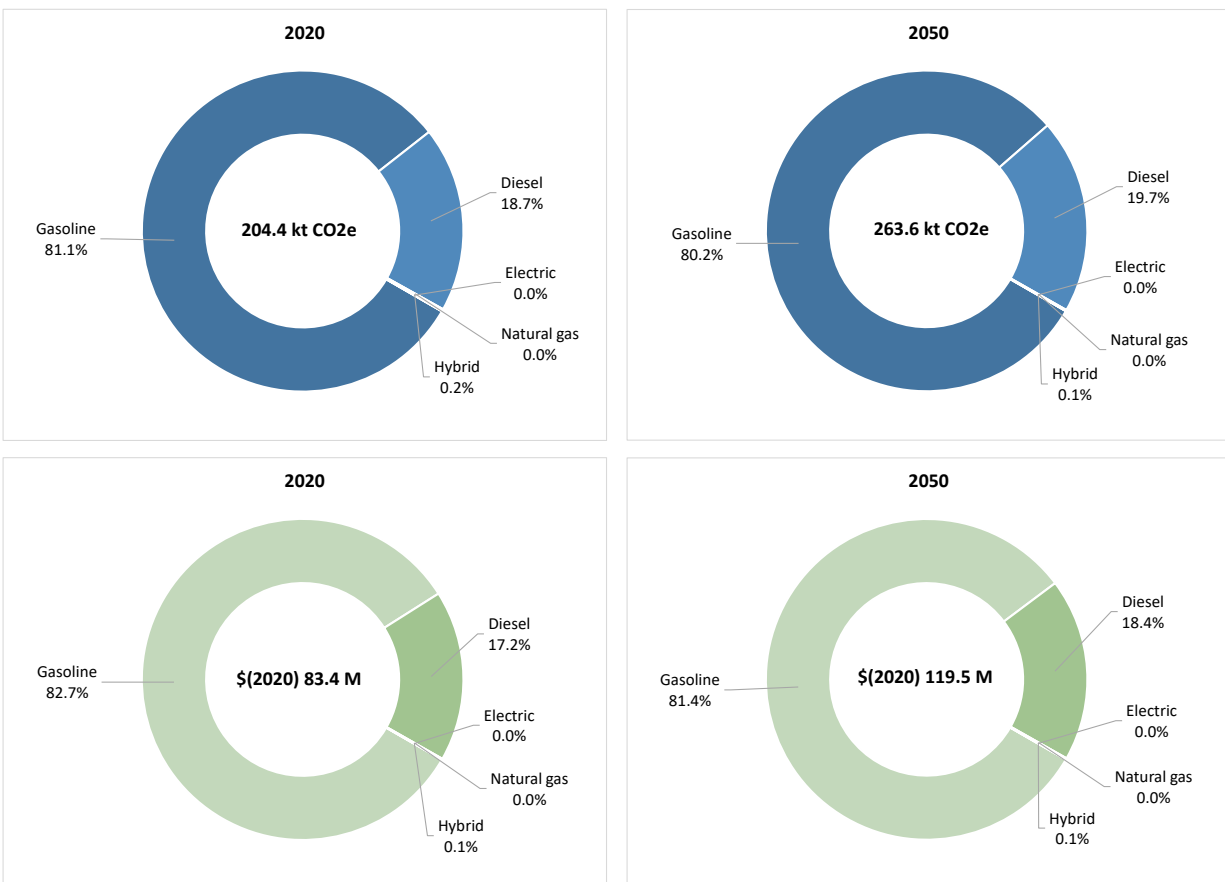 2020
Gasoline
81.1%
204.4 kt CO2e
Diesel
18.7%
Electric
0.0%
Natural gas
0.0%
Hybrid
0.2%
2050
Gasoline
80.2%
263.6 kt CO2e
Diesel
19.7%
Electric
0.0%
Natural gas
0.0%
Hybrid
0.1%
2020
Gasoline
82.7%
$(2020) 83.4 M
Diesel
17.2%
Electric
0.0%
Natural gas
0.0%
Hybrid
0.1%
2050
Gasoline
81.4%
$(2020) 119.5 M
Diesel
18.4%
Electric
0.0%
Natural gas
0.0%
Hybrid
0.1%